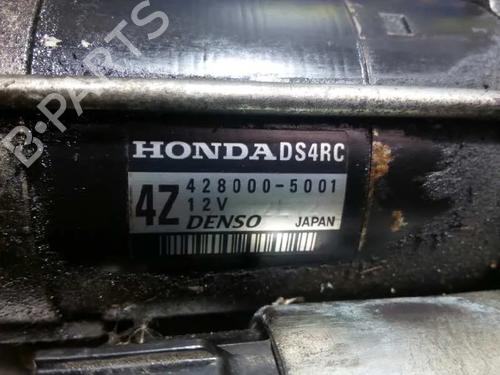 B-PARTS
HONDA DS4RC
4Z 428000-5001
12V
DENSO JAPAN